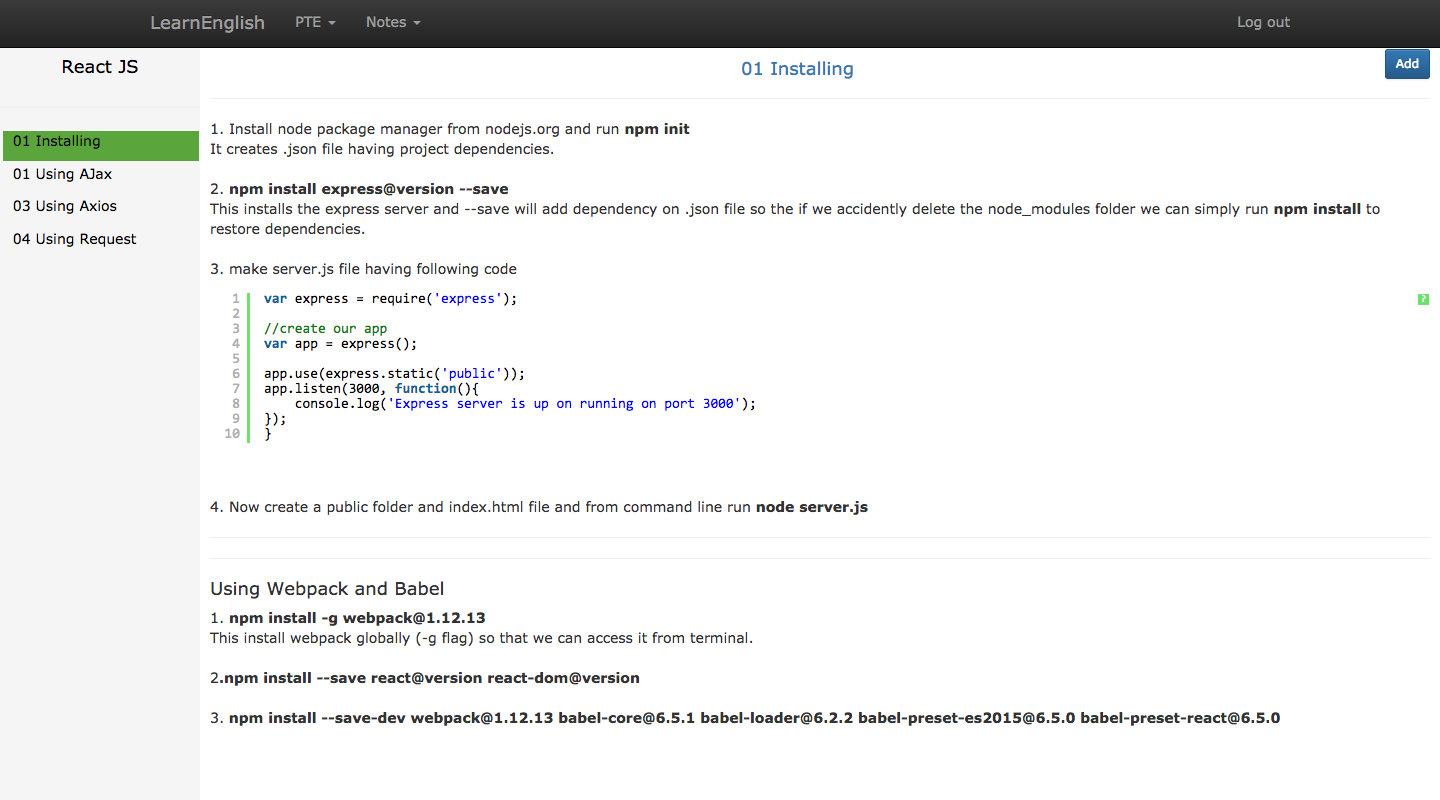 LearnEnglish PTE Notes Log out
React JS
01 Installing
Add
01 Installing
01 Using AJax
03 Using Axios
04 Using Request
1. Install node package manager from nodejs.org and run npm init
It creates .json file having project dependencies.
2. npm install express@version --save
This installs the express server and --save will add dependency on .json file so the if we accidently delete the node_modules folder we can simply run npm install to
restore dependencies.
3. make server.js file having following code
1 var express = require('express');
?
2
3 //create our app
4 var app = express();
5
6 app.use(express.static('public'));
7 app.listen(3000, function(){
8     console.log('Express server is up on running on port 3000');
9 });
10 }
4. Now create a public folder and index.html file and from command line run node server.js
Using Webpack and Babel
1. npm install -g webpack@1.12.13
This install webpack globally (-g flag) so that we can access it from terminal.
2.npm install --save react@version react-dom@version
3. npm install --save-dev webpack@1.12.13 babel-core@6.5.1 babel-loader@6.2.2 babel-preset-es2015@6.5.0 babel-preset-react@6.5.0